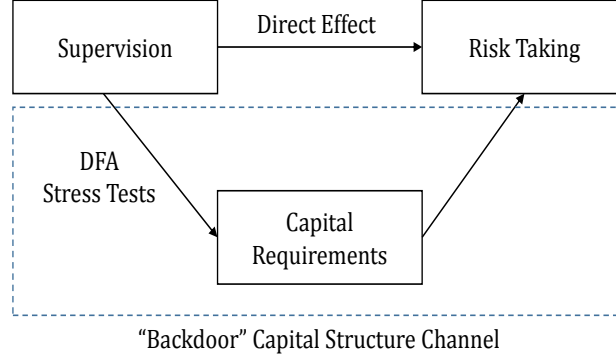 Direct Effect
Supervision
Risk Taking
DFA
Stress Tests
Capital
Requirements
“Backdoor” Capital Structure Channel